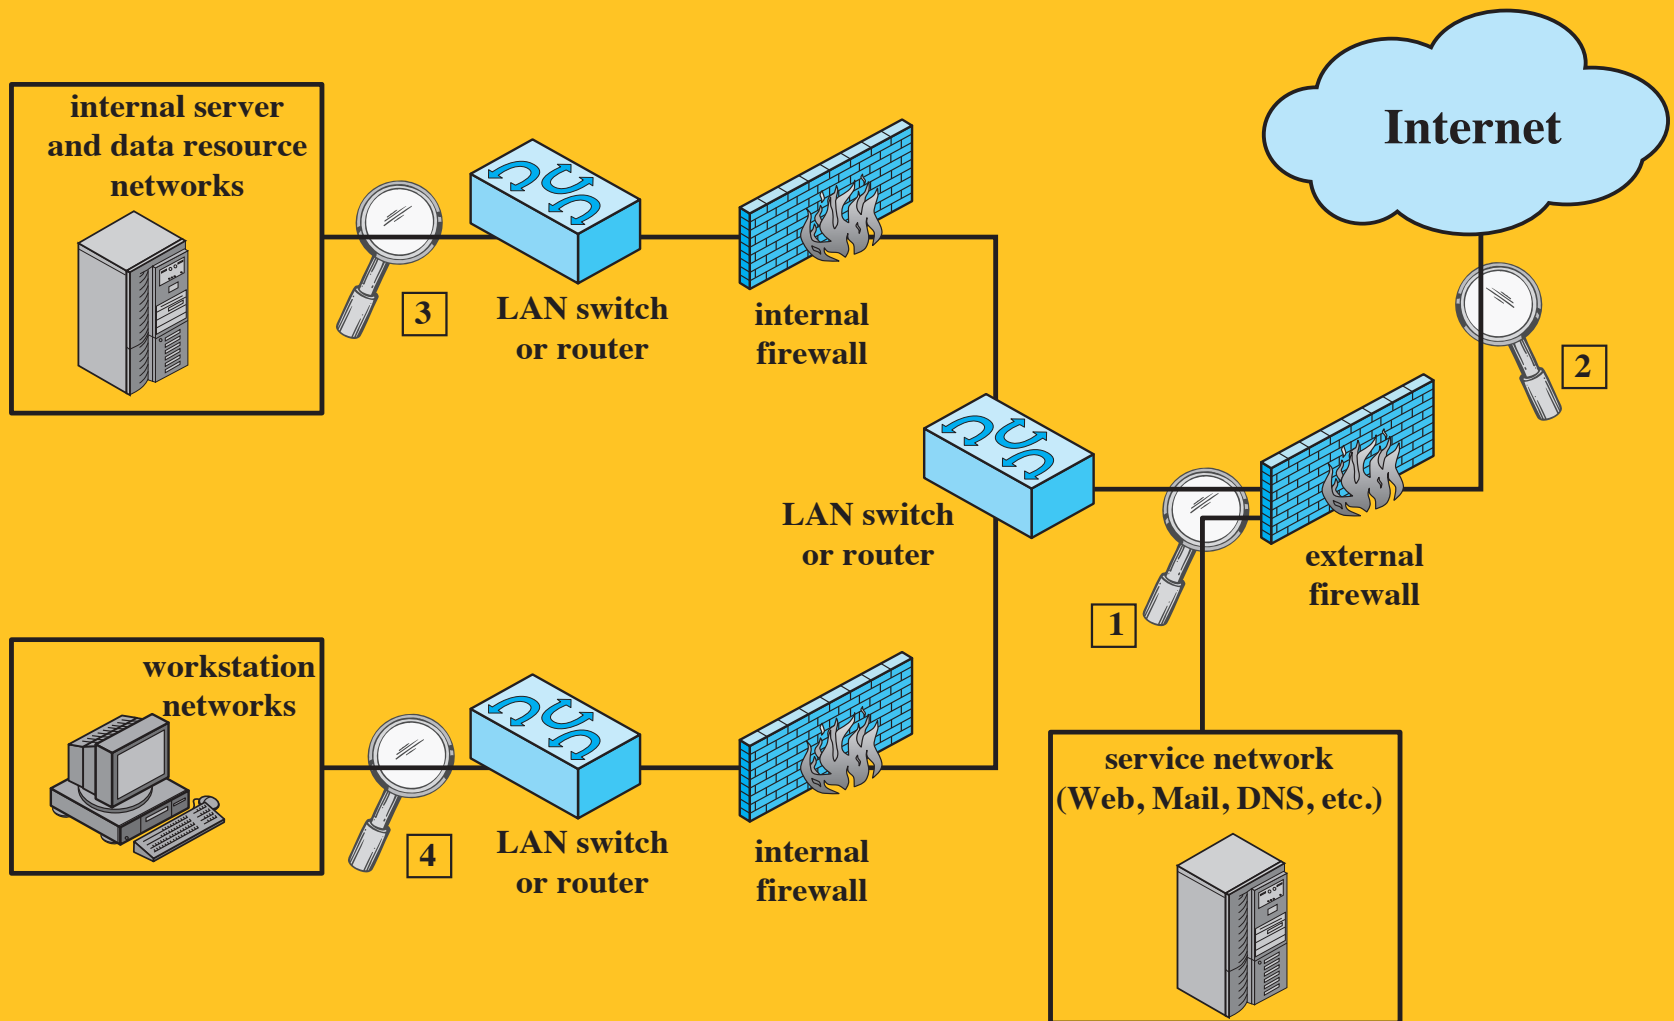 Internet
internal server
and data resource
networks
3
LAN switch
or router
internal
firewall
2
LAN switch
or router
external
firewall
1
workstation
networks
4
LAN switch
or router
internal
firewall
service network
(Web, Mail, DNS, etc.)